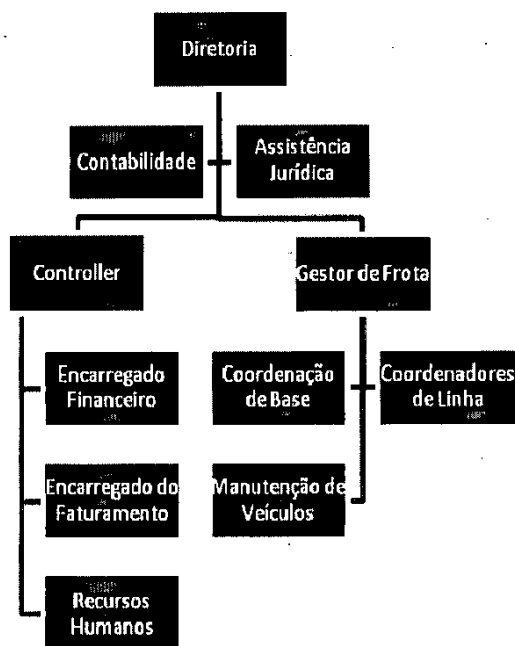 Diretoria
Contabilidade
Assistência
Jurídica
Controller
Gestor de Frota
Encarregado
Financeiro
Coordenação
de Base
Coordenadores
de Linha
Encarregado do
Faturamento
Manutenção de
Veículos
Recursos
Humanos